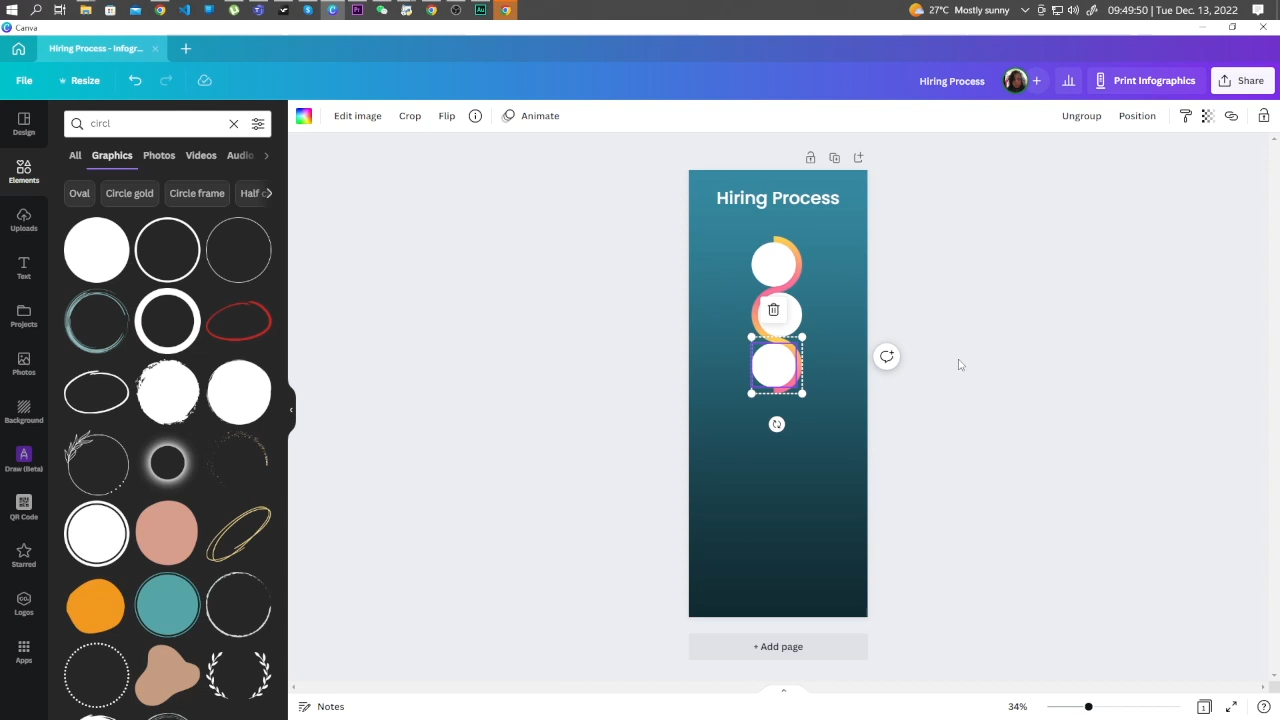 27°C Mostly sunny
09:49:50 | Tue Dec 13, 2022
Canva
Hiring Process - Infogr...
File
Resize
Hiring Process
Print Infographics
Share
Design
Elements
Uploads
Text
Projects
Photos
Background
Draw (Beta)
QR Code
Starred
Logos
Apps
circl
All
Graphics
Photos
Videos
Audio
Oval
Circle gold
Circle frame
Half c
Edit image
Crop
Flip
Animate
Ungroup
Position
Hiring Process
+ Add page
Notes
34%
1